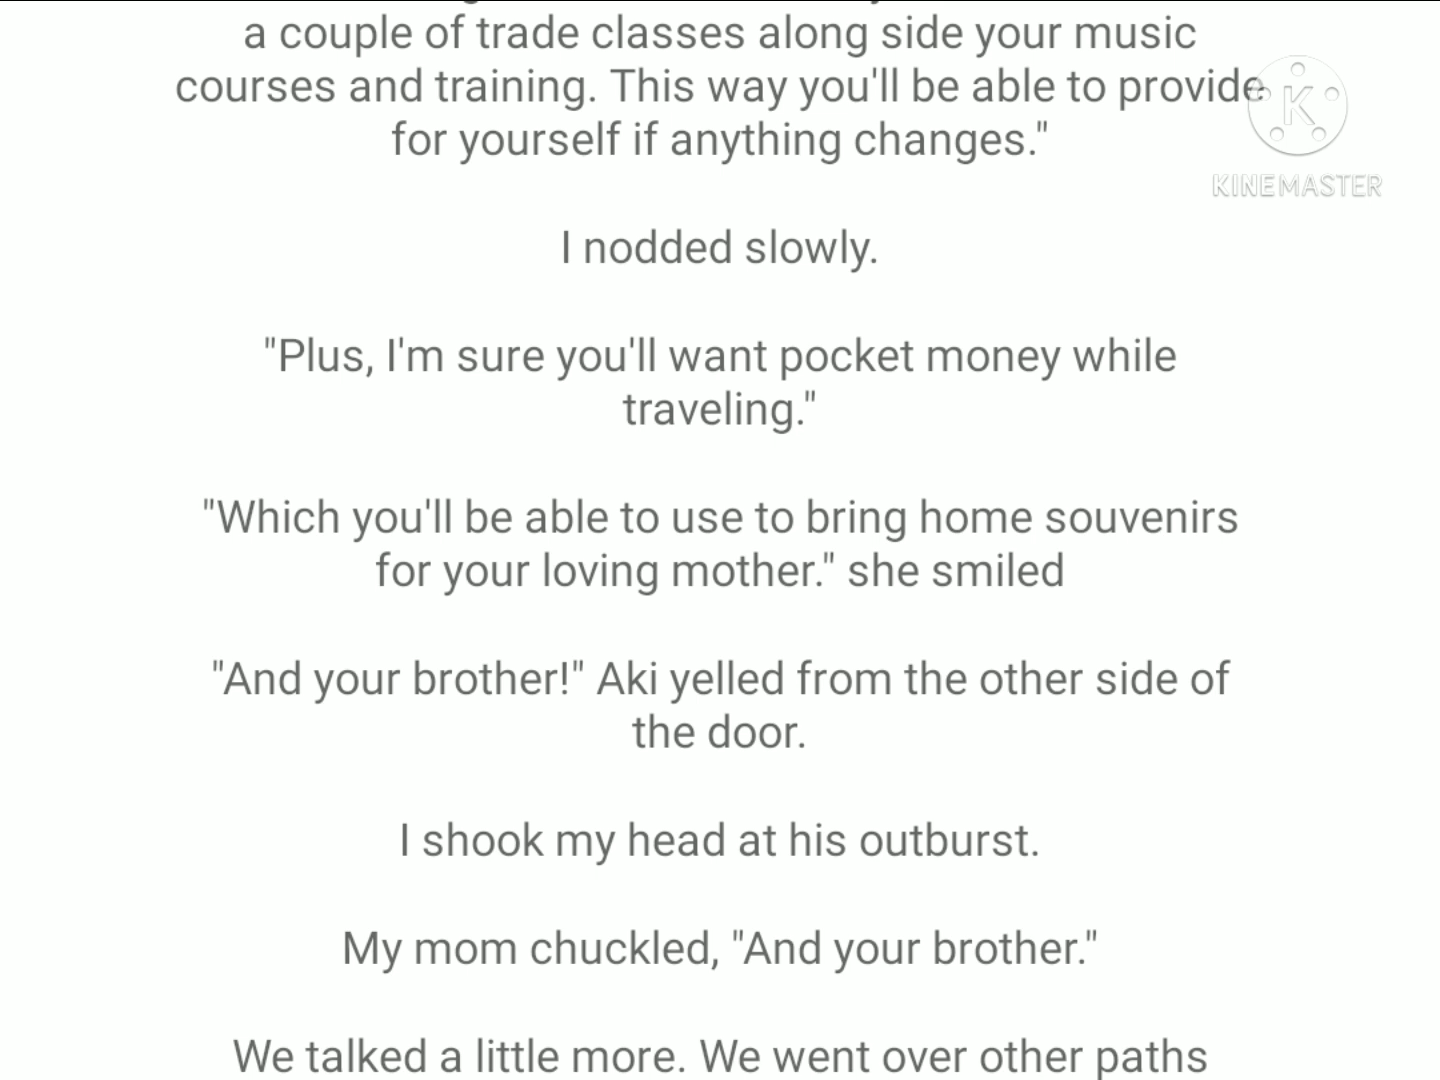 a couple of trade classes along side your music
courses and training. This way you'll be able to provide
for yourself if anything changes."
KINEMASTER
I nodded slowly.
"Plus, I'm sure you'll want pocket money while
traveling."
"Which you'll be able to use to bring home souvenirs
for your loving mother." she smiled
"And your brother!" Aki yelled from the other side of
the door.
I shook my head at his outburst.
My mom chuckled, "And your brother."
We talked a little more. We went over other paths